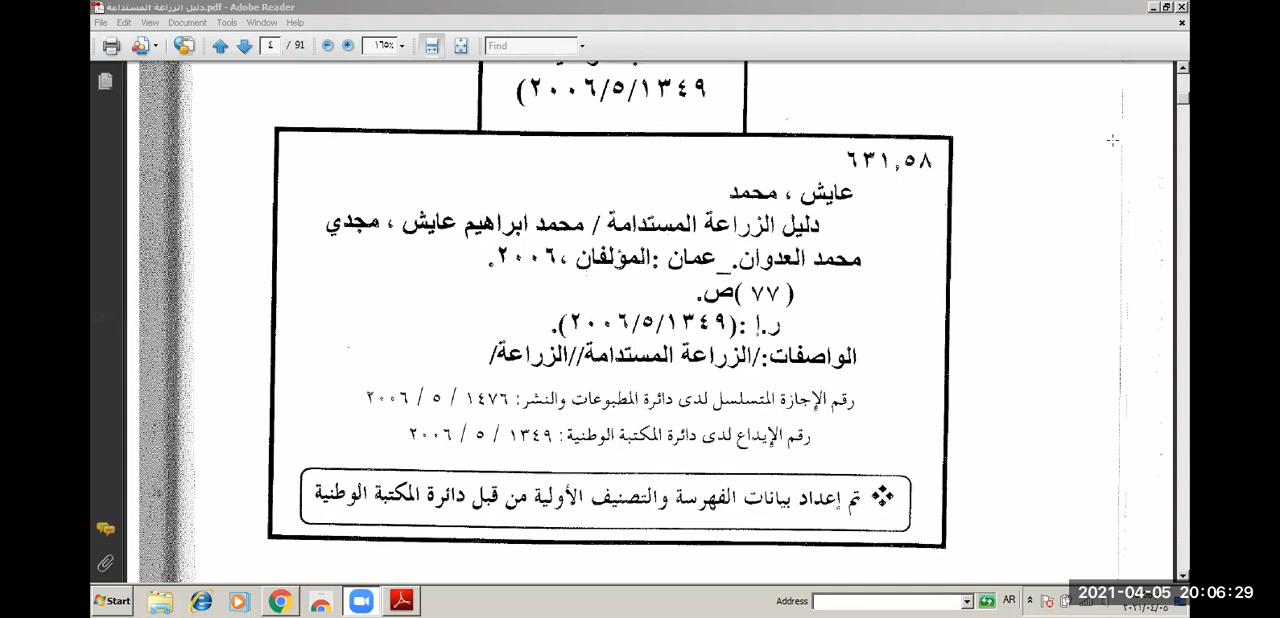 دليل الزراعة المستدامة.pdf - Adobe Reader
File Edit View Document Tools Window Help
٤ / 91 ١٦٥٪ Find
(٢٠٠٦/٥/١٣٤٩
٦٣١,٥٨
عايش ، محمد
دليل الزراعة المستدامة / محمد ابراهيم عايش ، مجدي
محمد العدوان._ عمان :المؤلفان ،٢٠٠٦.
( ٧٧ )ص.
ر.إ :(٢٠٠٦/٥/١٣٤٩).
الواصفات:/الزراعة المستدامة//الزراعة/
رقم الإجازة المتسلسل لدى دائرة المطبوعات والنشر: ١٤٧٦ / ٥ / ٢٠٠٦
رقم الإيداع لدى دائرة المكتبة الوطنية: ١٣٤٩ / ٥ / ٢٠٠٦
تم إعداد بيانات الفهرسة والتصنيف الأولية من قبل دائرة المكتبة الوطنية
Start Address AR
2021-04-05 20:06:29
٢٠٢١/٠٤/٠٥